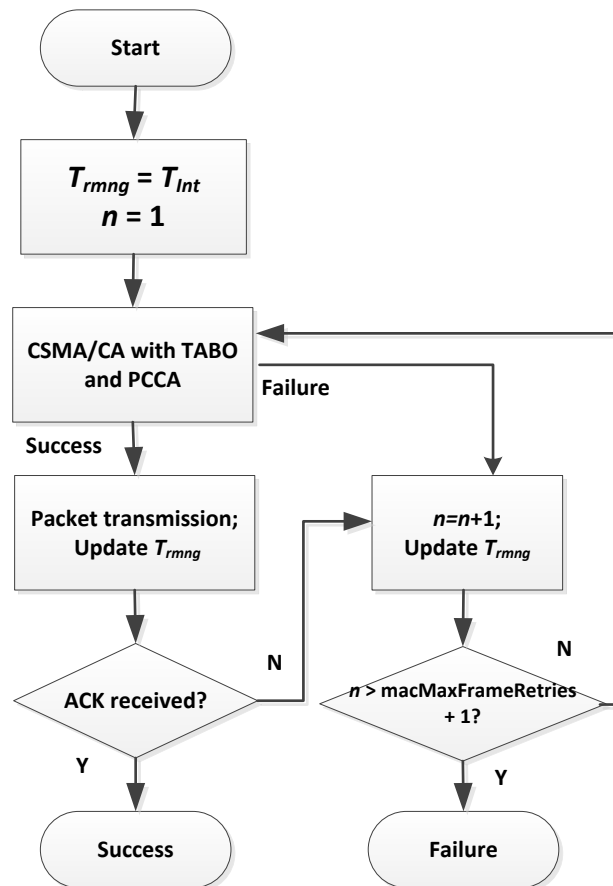 Start
T_rmng = T_Int
n = 1
CSMA/CA with TABO
and PCCA
Failure
Success
Packet transmission;
Update T_rmng
n=n+1;
Update T_rmng
N
N
ACK received?
n > macMaxFrameRetries
+ 1?
Y
Y
Success
Failure